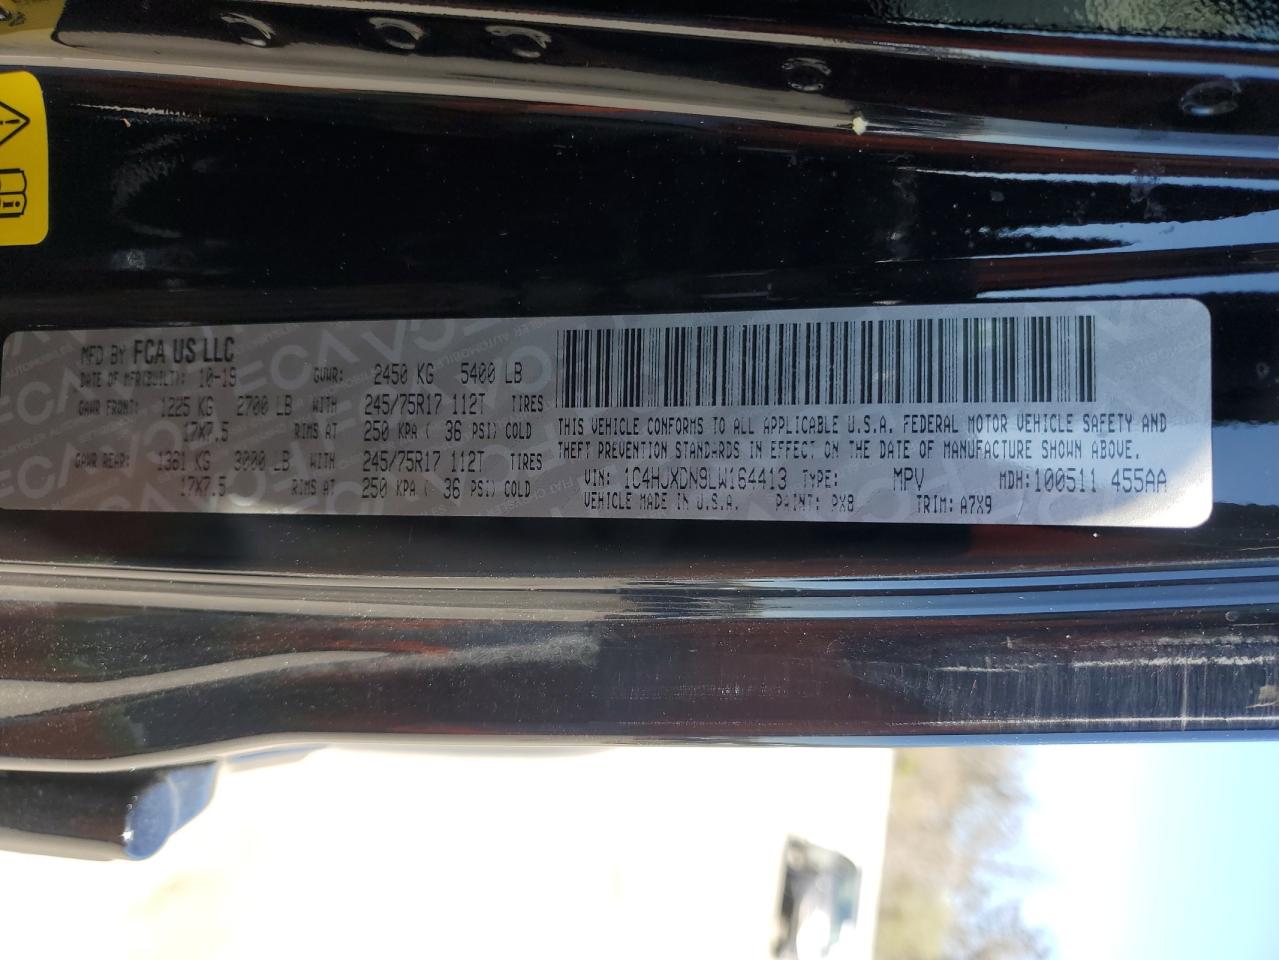 MFD BY FCA US LLC
DATE OF MFR(BUILT): 10-19 GVWR: 2450 KG 5400 LB
GAWR FRONT: 1225 KG 2700 LB WITH 245/75R17 112T TIRES
17X7.5 RIMS AT 250 KPA ( 36 PSI) COLD
GAWR REAR: 1361 KG 3000 LB WITH 245/75R17 112T TIRES
17X7.5 RIMS AT 250 KPA ( 36 PSI) COLD
THIS VEHICLE CONFORMS TO ALL APPLICABLE U.S.A. FEDERAL MOTOR VEHICLE SAFETY AND
THEFT PREVENTION STANDARDS IN EFFECT ON THE DATE OF MANUFACTURE SHOWN ABOVE.
VIN: 1C4HJXDN9LW164413 TYPE: MPV MDH: 100511 455AA
VEHICLE MADE IN U.S.A. PAINT: PX8 TRIM: A7X9